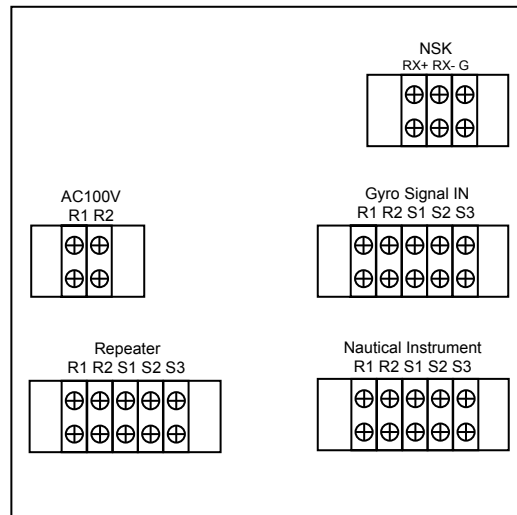 NSK
RX+ RX- G
AC100V
R1 R2
Gyro Signal IN
R1 R2 S1 S2 S3
Repeater
R1 R2 S1 S2 S3
Nautical Instrument
R1 R2 S1 S2 S3